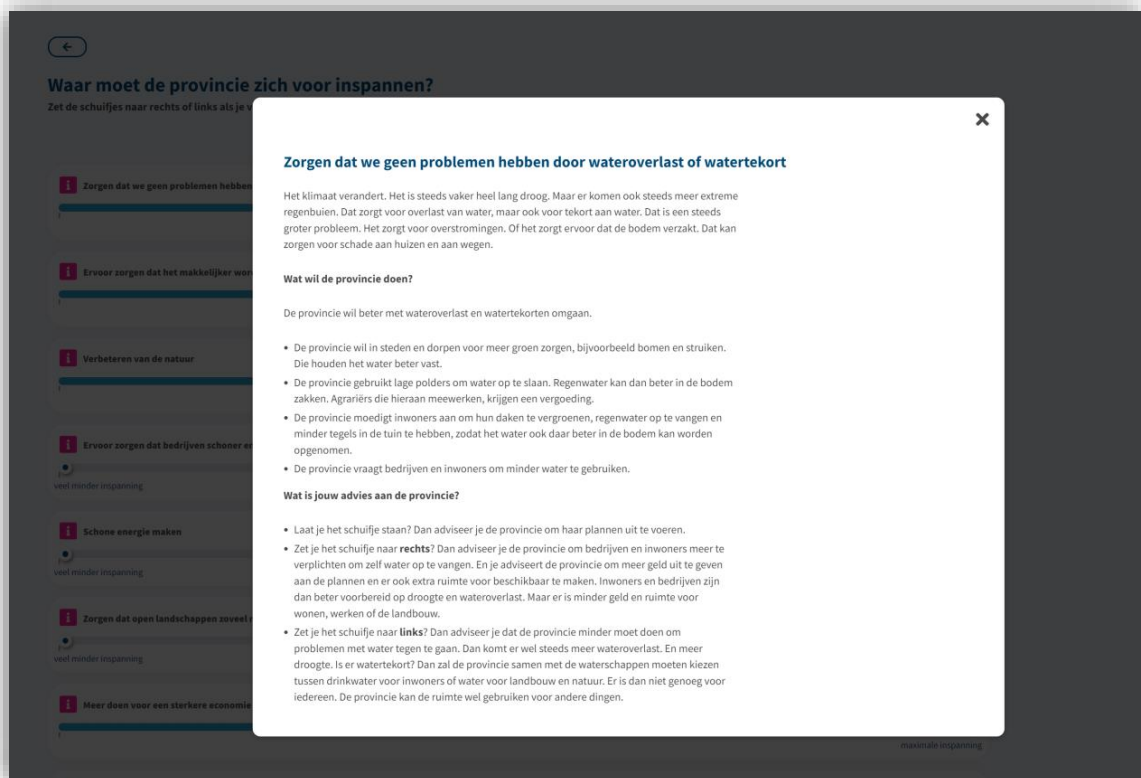 Waar moet de provincie zich voor inspannen?
Zet de schuifjes naar rechts of links als je v
Zorgen dat we geen problemen hebben
Ervoor zorgen dat het makkelijker wor
Verbeteren van de natuur
Ervoor zorgen dat bedrijven schoner en
veel minder inspanning
Schone energie maken
veel minder inspanning
Zorgen dat open landschappen zoveel
veel minder inspanning
Meer doen voor een sterkere economie
maximale inspanning
Zorgen dat we geen problemen hebben door wateroverlast of watertekort
Het klimaat verandert. Het is steeds vaker heel lang droog. Maar er komen ook steeds meer extreme
regenbuien. Dat zorgt voor overlast van water, maar ook voor tekort aan water. Dat is een steeds
groter probleem. Het zorgt voor overstromingen. Of het zorgt ervoor dat de bodem verzakt. Dat kan
zorgen voor schade aan huizen en aan wegen.
Wat wil de provincie doen?
De provincie wil beter met wateroverlast en watertekorten omgaan.
• De provincie wil in steden en dorpen voor meer groen zorgen, bijvoorbeeld bomen en struiken.
Die houden het water beter vast.
• De provincie gebruikt lage polders om water op te slaan. Regenwater kan dan beter in de bodem
zakken. Agrariërs die hieraan meewerken, krijgen een vergoeding.
• De provincie moedigt inwoners aan om hun daken te vergroenen, regenwater op te vangen en
minder tegels in de tuin te hebben, zodat het water ook daar beter in de bodem kan worden
opgenomen.
• De provincie vraagt bedrijven en inwoners om minder water te gebruiken.
Wat is jouw advies aan de provincie?
• Laat je het schuifje staan? Dan adviseer je de provincie om haar plannen uit te voeren.
• Zet je het schuifje naar rechts? Dan adviseer je de provincie om bedrijven en inwoners meer te
verplichten om zelf water op te vangen. En je adviseert de provincie om meer geld uit te geven
aan de plannen en er ook extra ruimte voor beschikbaar te maken. Inwoners en bedrijven zijn
dan beter voorbereid op droogte en wateroverlast. Maar er is minder geld en ruimte voor
wonen, werken of de landbouw.
• Zet je het schuifje naar links? Dan adviseer je dat de provincie minder moet doen om
problemen met water tegen te gaan. Dan komt er wel steeds meer wateroverlast. En meer
droogte. Is er watertekort? Dan zal de provincie samen met de waterschappen moeten kiezen
tussen drinkwater voor inwoners of water voor landbouw en natuur. Er is dan niet genoeg voor
iedereen. De provincie kan de ruimte wel gebruiken voor andere dingen.